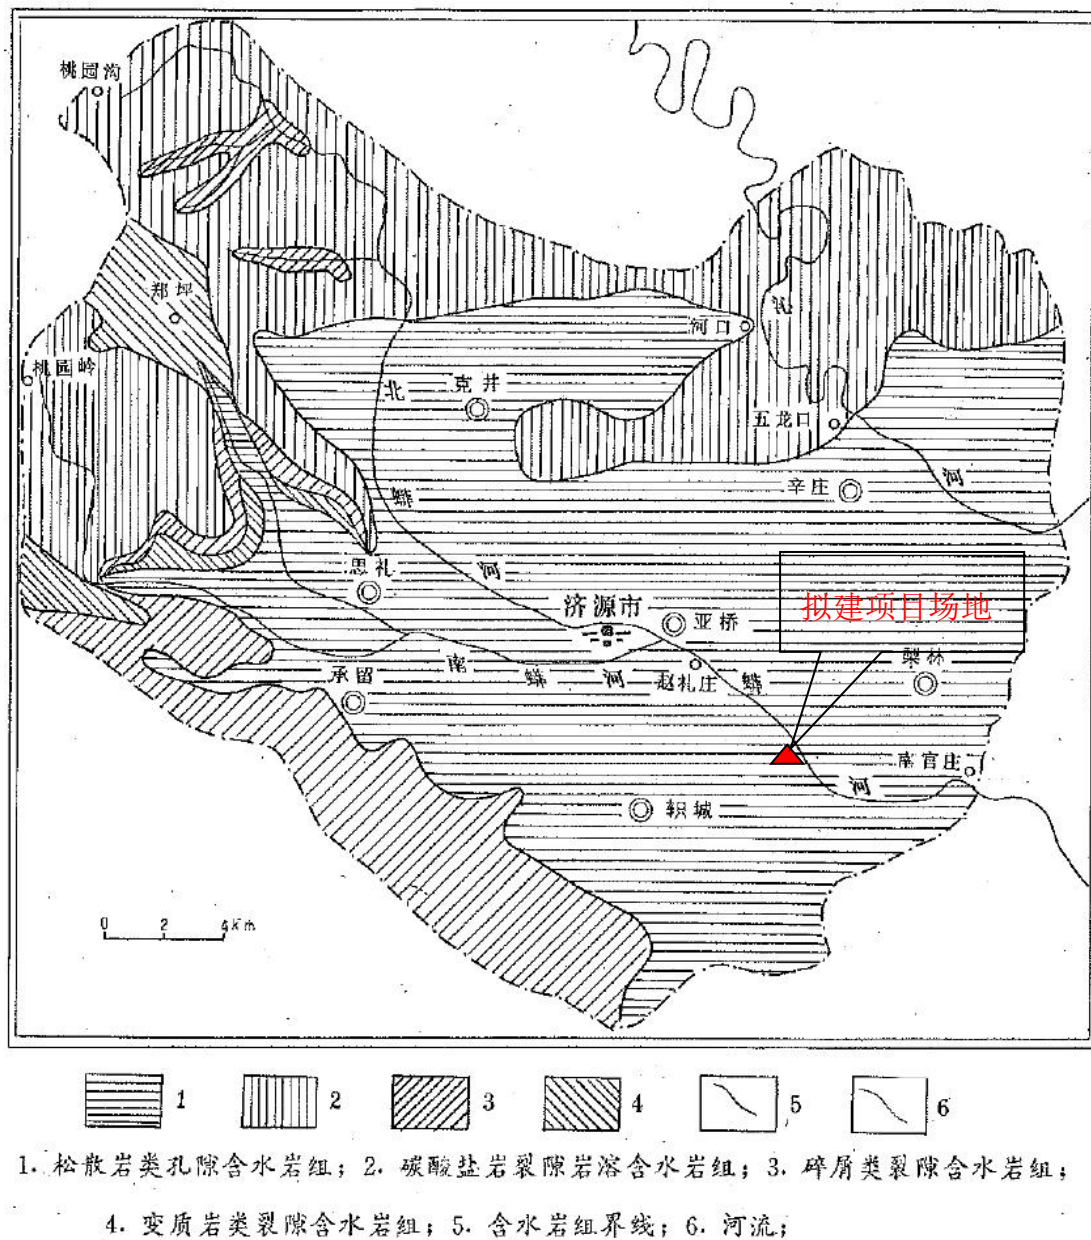 桃园沟
郑坪
桃园岭
河口
沁
北
克井
五龙口
河
辛庄
蟒
思礼
河
济源市
亚桥
拟建项目场地
梨林
承留
南
蟒
河
赵礼庄
蟒
南官庄
河
轵城
0 2 4km
1 2 3 4 5 6
1. 松散岩类孔隙含水岩组；2. 碳酸盐岩裂隙岩溶含水岩组；3. 碎屑类裂隙含水岩组；
4. 变质岩类裂隙含水岩组；5. 含水岩组界线；6. 河流；